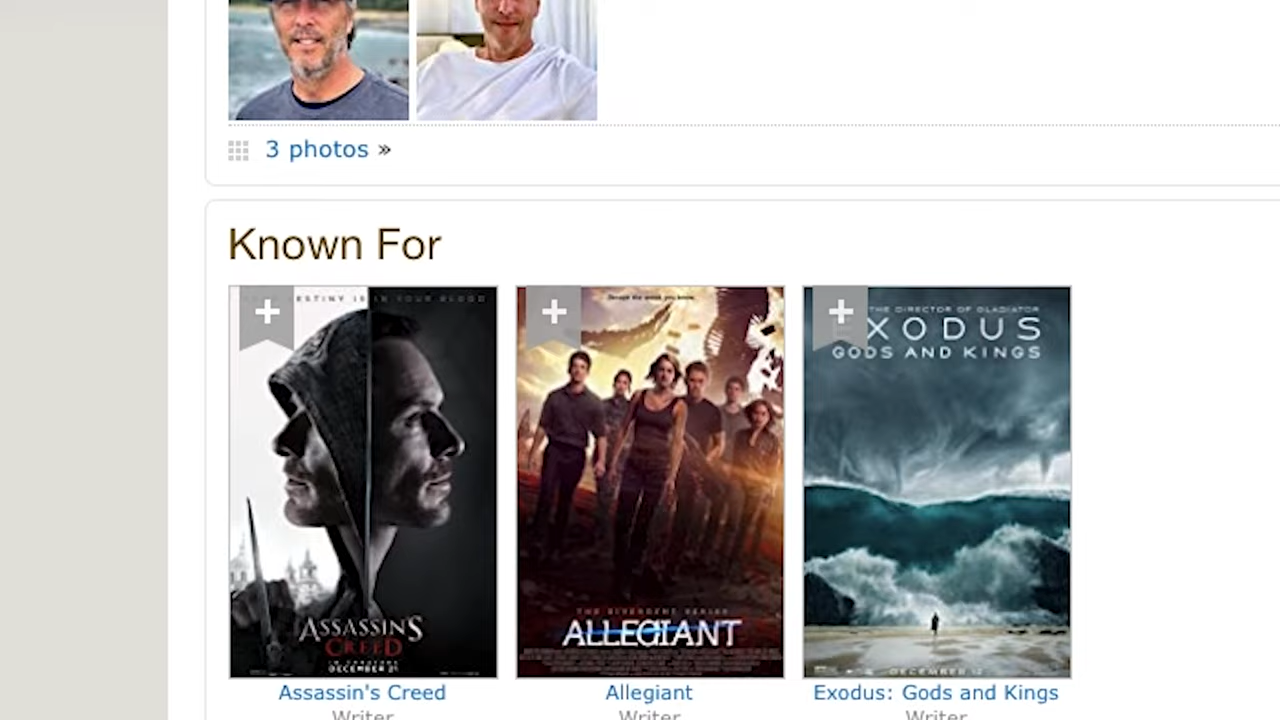 3 photos »
Known For
DESTINY IS IN YOUR BLOOD
ASSASSIN'S
CREED
DECEMBER 21
THE DIVERGENT SERIES
ALLEGIANT
THE DIRECTOR OF GLADIATOR
EXODUS
GODS AND KINGS
DECEMBER 12
Assassin's Creed
Allegiant
Exodus: Gods and Kings
Writer
Writer
Writer